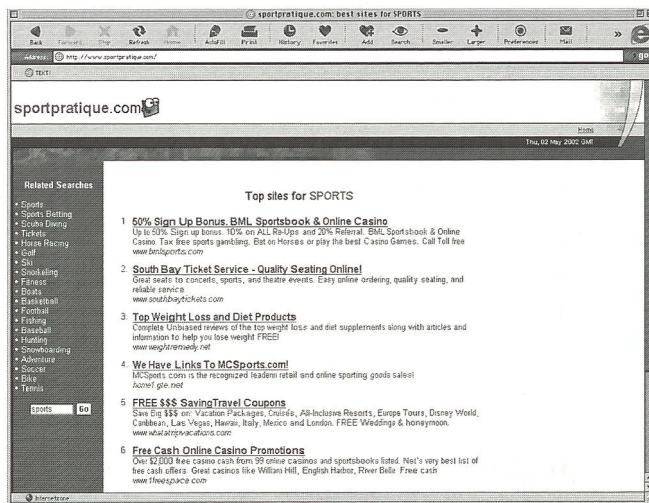 sportpratique.com: best sites for SPORTS
Back Forward Stop Refresh Home AutoFill Print History Favorites Add Search Smaller Larger Preferences Mail »
Address: http://www.sportpratique.com/ go
TEXT!
sportpratique.com
Home
Thu, 02 May 2002 GMT
Related Searches
• Sports
• Sports Betting
• Scuba Diving
• Tickets
• Horse Racing
• Golf
• Ski
• Snorkeling
• Fitness
• Boats
• Basketball
• Football
• Fishing
• Baseball
• Hunting
• Snowboarding
• Adventure
• Soccer
• Bike
• Tennis
sports Go
Top sites for SPORTS
1 50% Sign Up Bonus. BML Sportsbook & Online Casino
Up to 50% Sign up bonus. 10% on ALL Re-Ups and 20% Referral. BML Sportsbook & Online
Casino. Tax free sports gambling. Bet on Horses or play the best Casino Games. Call Toll free
www.bmlsports.com
2. South Bay Ticket Service - Quality Seating Online!
Great seats to concerts, sports, and theatre events. Easy online ordering, quality seating, and
reliable service.
www.southbaytickets.com
3. Top Weight Loss and Diet Products
Complete Unbiased reviews of the top weight loss and diet supplements along with articles and
information to help you lose weight FREE!
www.weightremedy.net
4. We Have Links To MCSports.com!
MCSports.com is the recognized leader in retail and online sporting goods sales!
home1.gte.net
5 FREE $$$ SavingTravel Coupons
Save Big $$$ on: Vacation Packages, Cruises, All-Inclusive Resorts, Europe Tours, Disney World,
Caribbean, Las Vegas, Hawaii, Italy, Mexico and London. FREE Weddings & honeymoon.
www.whatatripvacations.com
6 Free Cash Online Casino Promotions
Over $2,000 free casino cash from 99 online casinos and sportsbooks listed. Net's very best list of
free cash offers. Great casinos like William Hill, English Harbor, River Belle. Free cash
www.1freespace.com
Internetzone